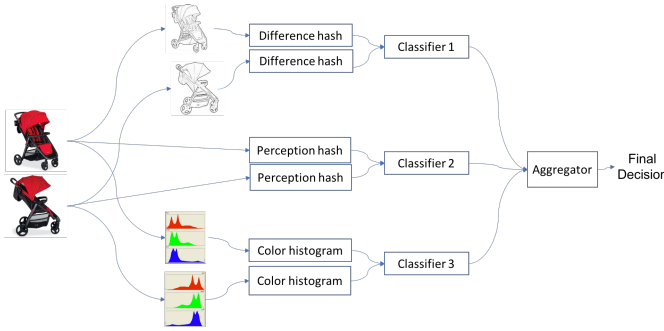 Difference hash
Difference hash
Classifier 1
Perception hash
Perception hash
Classifier 2
Aggregator
Final
Decision
Color histogram
Color histogram
Classifier 3